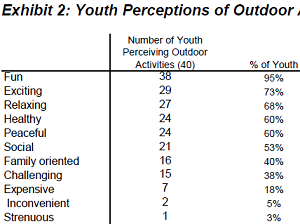 Exhibit 2: Youth Perceptions of Outdoor
Number of Youth
Perceiving Outdoor
Activities (40) % of Youth
Fun 38 95%
Exciting 29 73%
Relaxing 27 68%
Healthy 24 60%
Peaceful 24 60%
Social 21 53%
Family oriented 16 40%
Challenging 15 38%
Expensive 7 18%
Inconvenient 2 5%
Strenuous 1 3%